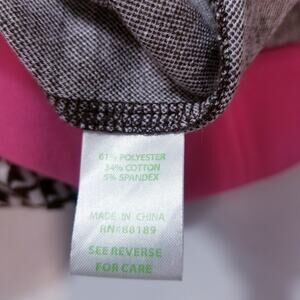 61% POLYESTER
34% COTTON
5% SPANDEX
MADE IN CHINA
RN#88189
SEE REVERSE
FOR CARE